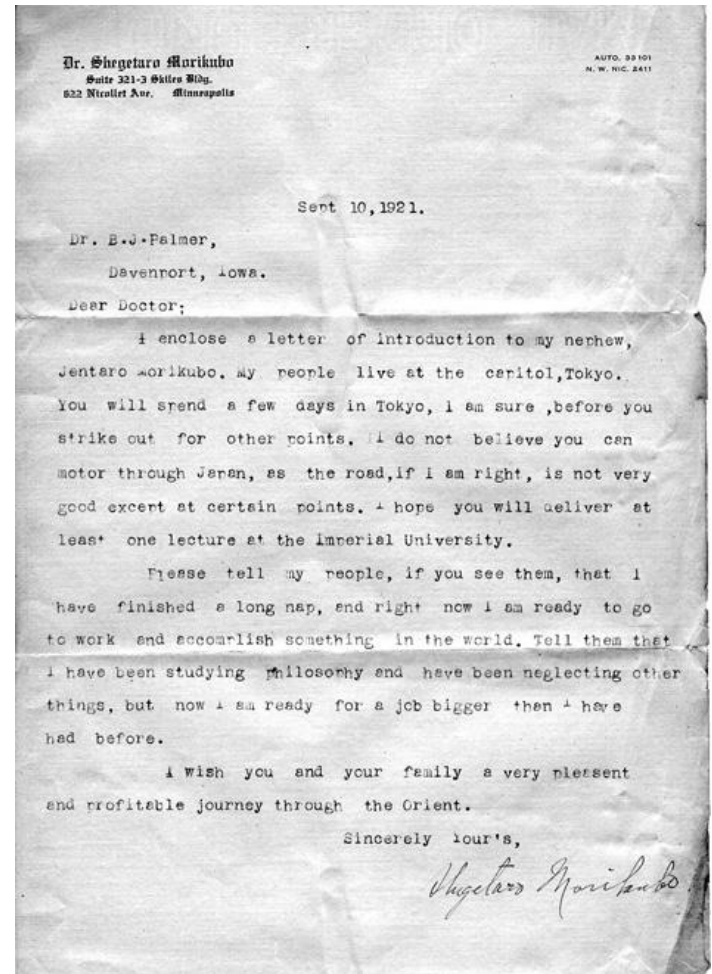 Dr. Shegetaro Morikubo
Suite 321-3 Skiles Bldg.
622 Nicollet Ave. Minneapolis
AUTO. 33101
N. W. NIC. 2411
Sept 10,1921.
Dr. B.J.Palmer,
Davenport, Iowa.
Dear Doctor;
I enclose a letter of introduction to my nephew,
Jentaro Morikubo. My people live at the capitol,Tokyo.
You will spend a few days in Tokyo, I am sure ,before you
strike out for other points. I do not believe you can
motor through Japan, as the road,if I am right, is not very
good except at certain points. I hope you will deliver at
least one lecture at the Imperial University.
Please tell my people, if you see them, that I
have finished a long nap, and right now I am ready to go
to work and accomplish something in the world. Tell them that
I have been studying philosophy and have been neglecting other
things, but now I am ready for a job bigger than I have
had before.
I wish you and your family a very pleasent
and profitable journey through the Orient.
Sincerely Your's,
Shegetaro Morikubo